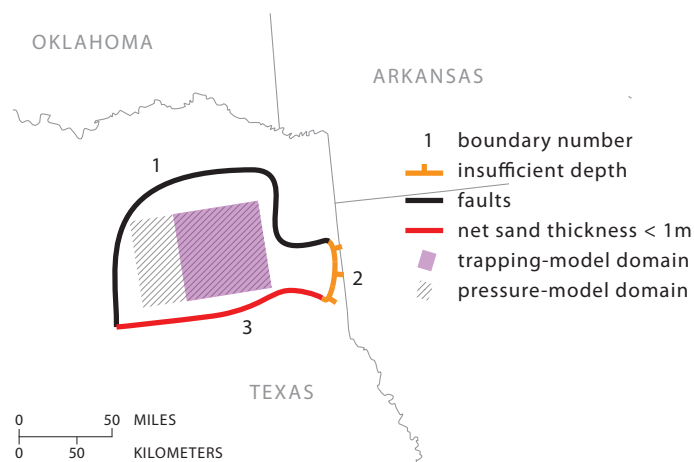 OKLAHOMA
ARKANSAS
1
1 boundary number
insufficient depth
faults
net sand thickness < 1m
trapping-model domain
pressure-model domain
2
3
TEXAS
0 50 MILES
0 50 KILOMETERS